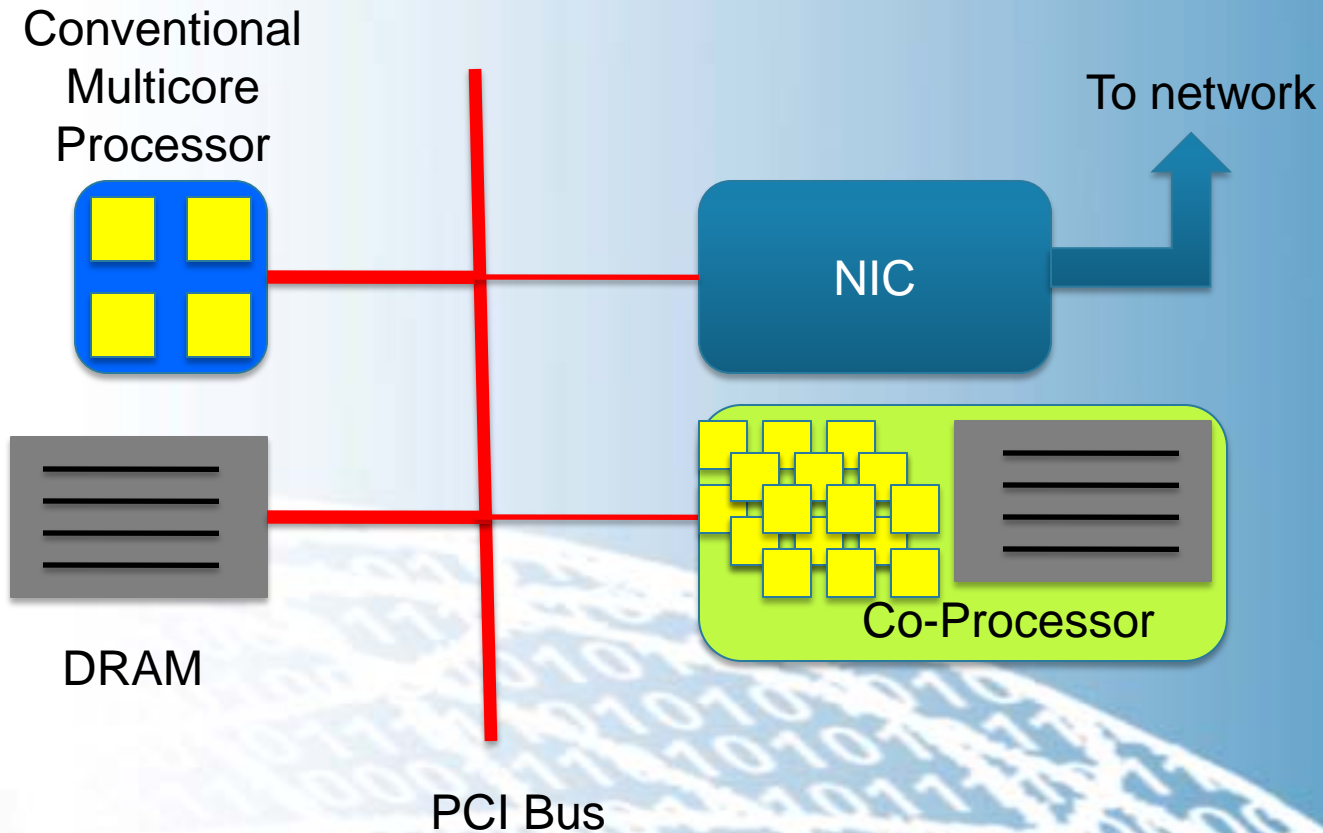 Conventional
Multicore
Processor
To network
NIC
DRAM
Co-Processor
PCI Bus